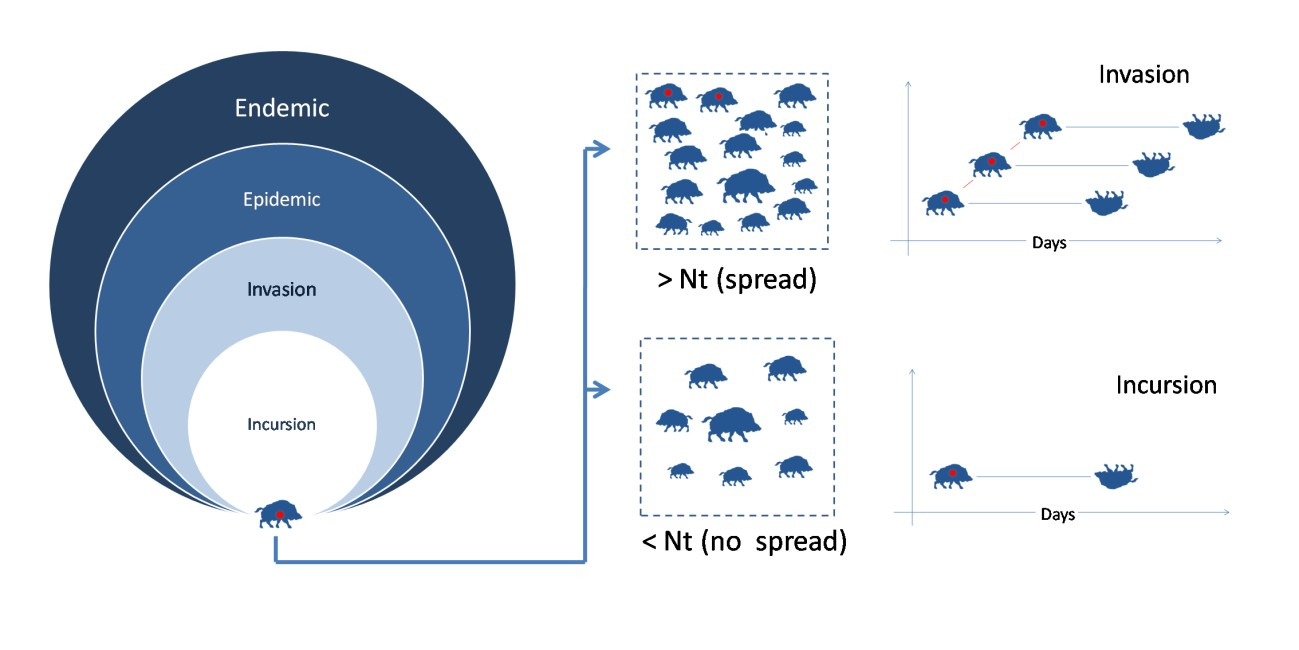 Endemic
Epidemic
Invasion
Incursion
> Nt (spread)
< Nt (no spread)
Invasion
Days
Incursion
Days